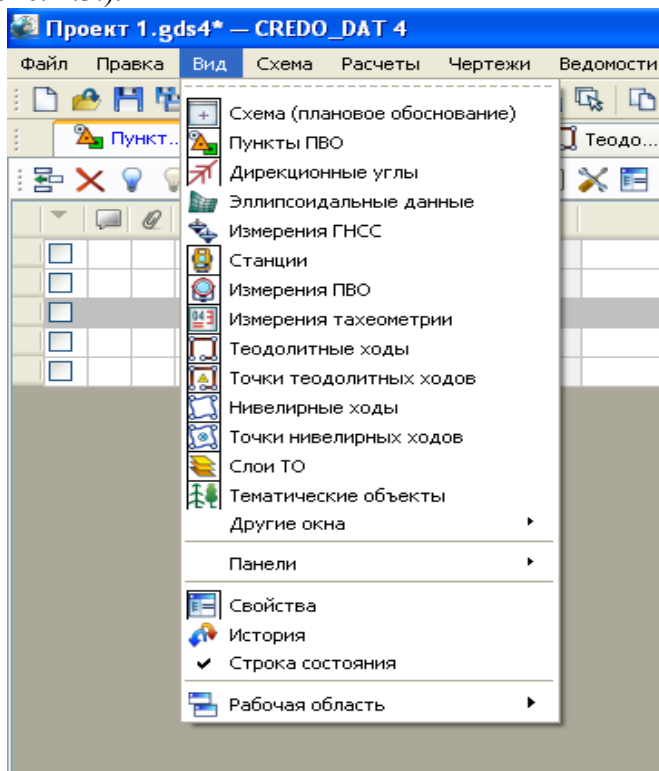 Проект 1.gds4* — CREDO_DAT 4
Файл Правка Вид Схема Расчеты Чертежи Ведомости
Пункт... Теодо...
Схема (плановое обоснование)
Пункты ПВО
Дирекционные углы
Эллипсоидальные данные
Измерения ГНСС
Станции
Измерения ПВО
Измерения тахеометрии
Теодолитные ходы
Точки теодолитных ходов
Нивелирные ходы
Точки нивелирных ходов
Слои ТО
Тематические объекты
Другие окна
Панели
Свойства
История
Строка состояния
Рабочая область